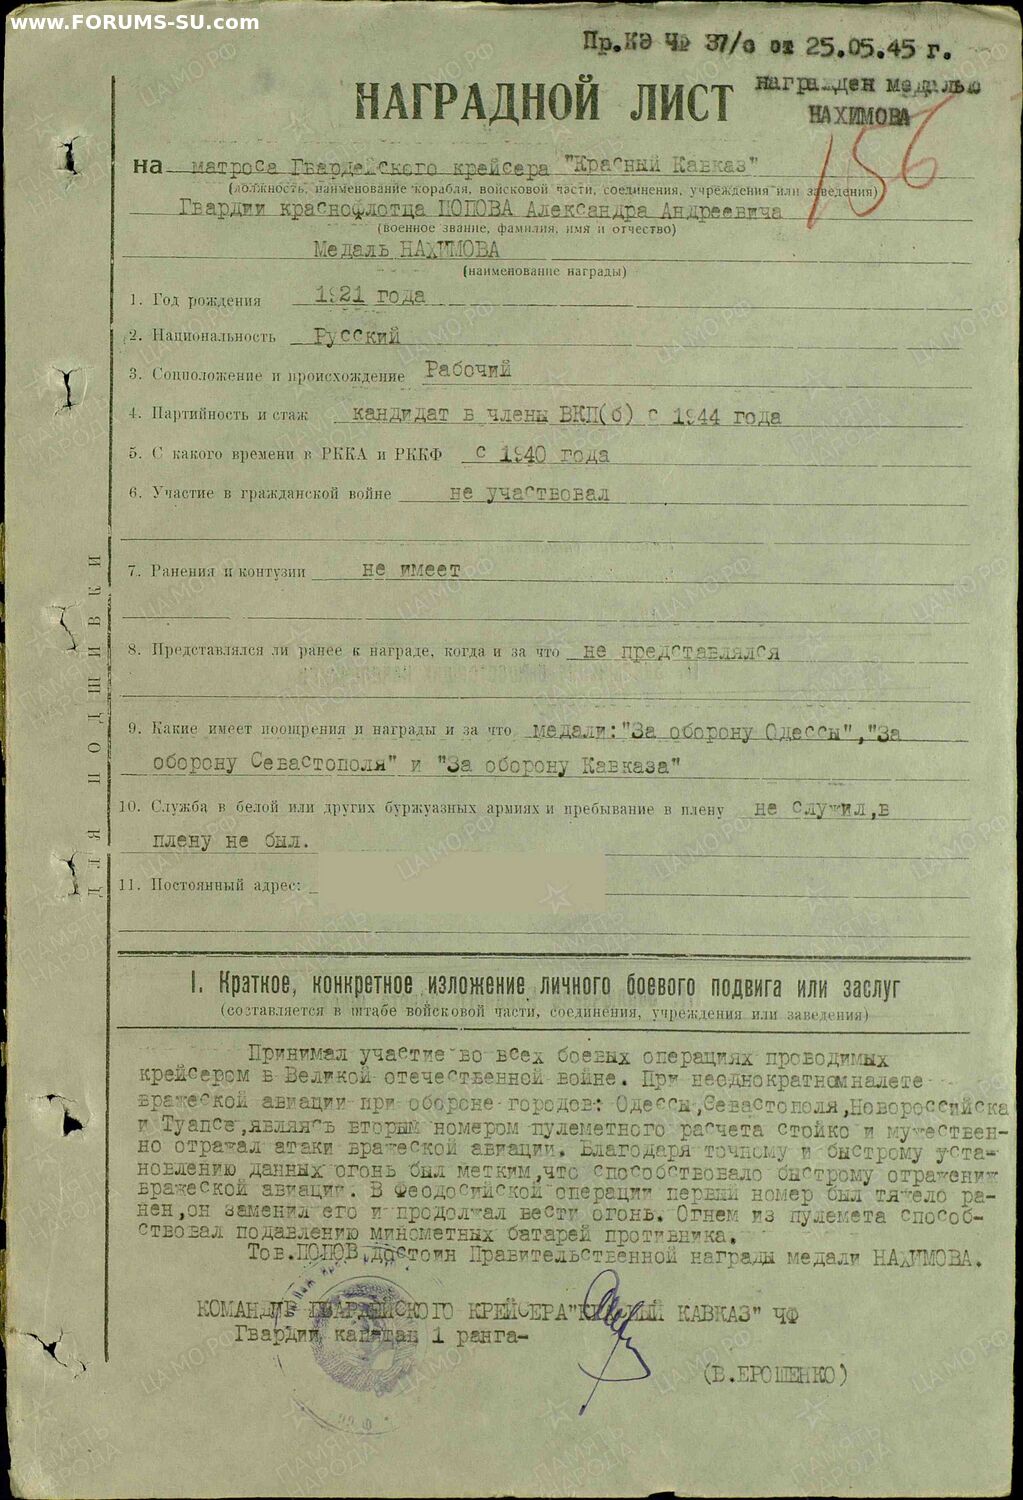 www.FORUMS-SU.com
Пр.КЭ ЧФ 37/с от 25.05.45 г.
награжден медалью
НАХИМОВА
156
НАГРАДНОЙ ЛИСТ
на матроса Гвардейского крейсера "Красный Кавказ"
(должность, наименование корабля, войсковой части, соединения, учреждения или заведения)
Гвардии краснофлотца ПОПОВА Александра Андреевича
(военное звание, фамилия, имя и отчество)
Медаль НАХИМОВА
(наименование награды)
1. Год рождения 1921 года
2. Национальность Русский
3. Соцположение и происхождение Рабочий
4. Партийность и стаж кандидат в члены ВКП(б) с 1944 года
5. С какого времени в РККА и РККФ с 1940 года
6. Участие в гражданской войне не участвовал
7. Ранения и контузии не имеет
8. Представлялся ли ранее к награде, когда и за что не представлялся
9. Какие имеет поощрения и награды и за что медали:"За оборону Одессы","За
оборону Севастополя" и "За оборону Кавказа"
10. Служба в белой или других буржуазных армиях и пребывание в плену не служил,в
плену не был.
11. Постоянный адрес:
ДЛЯ ПОДШИВКИ
I. Краткое, конкретное изложение личного боевого подвига или заслуг
(составляется в штабе войсковой части, соединения, учреждения или заведения)
Принимал участие во всех боевых операциях проводимых
крейсером в Великой отечественной войне. При неоднократном налете
вражеской авиации при обороне городов: Одессы,Севастополя,Новороссийска
и Туапсе,являясь вторым номером пулеметного расчета стойко и мужествен-
но отражал атаки вражеской авиации. Благодаря точному и быстрому уста-
новлению данных огонь был метким,что способствовало быстрому отражению
вражеской авиации. В Феодосийской операции первый номер был тяжело ра-
нен,он заменил его и продолжал вести огонь. Огнем из пулемета способ-
ствовал подавлению минометных батарей противника.
Тов.ПОПОВ,достоин Правительственной награды медали НАХИМОВА.
КОМАНДИР ГВАРДЕЙСКОГО КРЕЙСЕРА"КРАСНЫЙ КАВКАЗ" ЧФ
Гвардии капитан 1 ранга-
(В.ЕРОШЕНКО)
ПАМЯТЬ
НАРОДА
ЦАМО.РФ